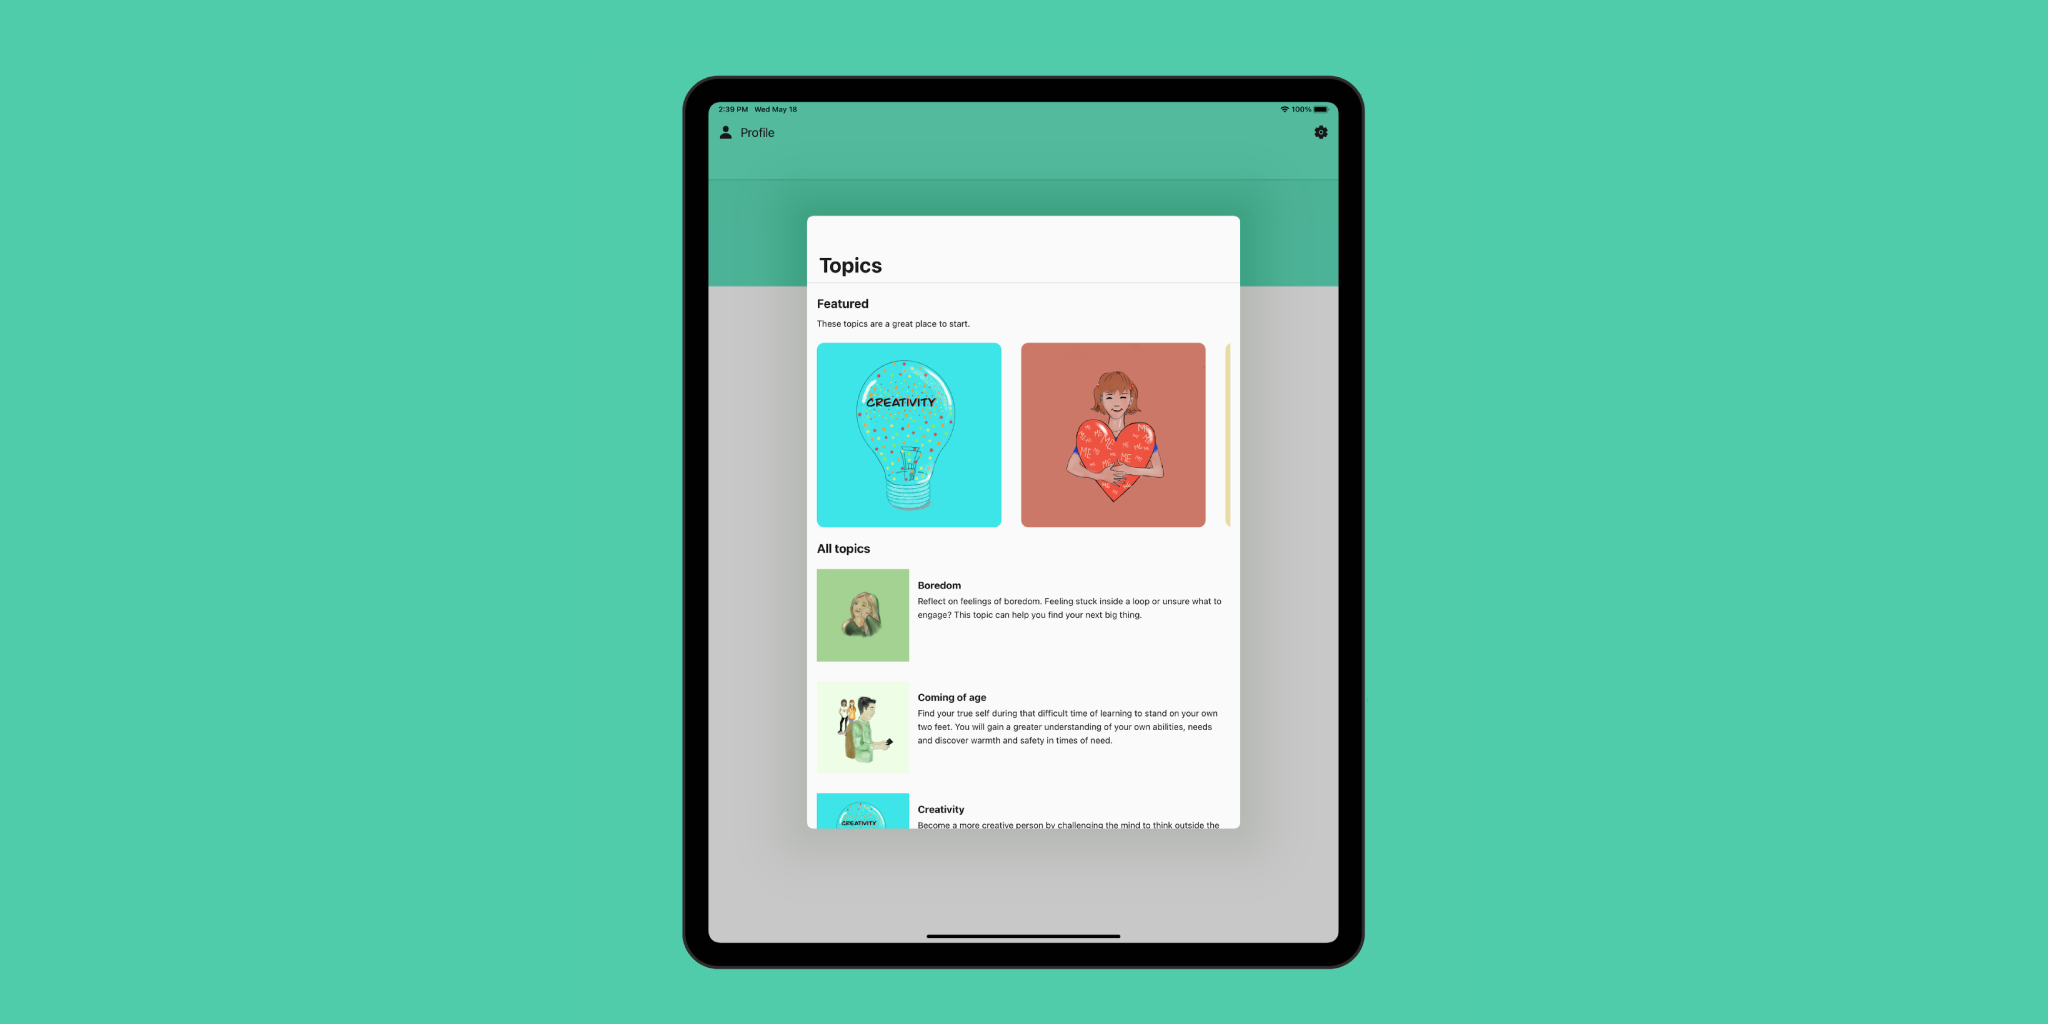 2:39 PM Wed May 18
100%
Profile
Topics
Featured
These topics are a great place to start.
CREATIVITY
ME
ME
ME
ME
All topics
Boredom
Reflect on feelings of boredom. Feeling stuck inside a loop or unsure what to
engage? This topic can help you find your next big thing.
Coming of age
Find your true self during that difficult time of learning to stand on your own
two feet. You will gain a greater understanding of your own abilities, needs
and discover warmth and safety in times of need.
CREATIVITY
Creativity
Become a more creative person by challenging the mind to think outside the